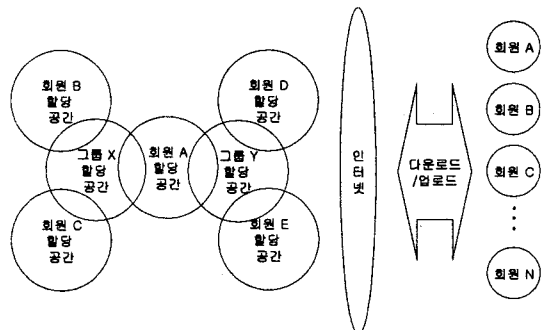 회원 B
할당
공간
회원 D
할당
공간
그룹 X
할당
공간
회원 A
할당
공간
그룹 Y
할당
공간
회원 C
할당
공간
회원 E
할당
공간
인
터
넷
다운로드
/업로드
회원 A
회원 B
회원 C
회원 N